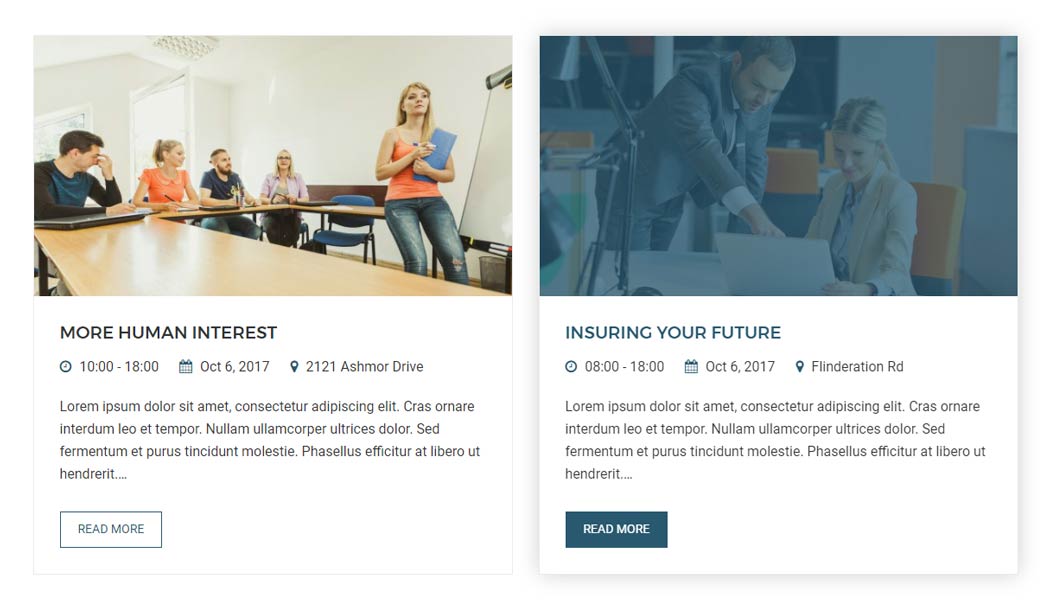 MORE HUMAN INTEREST
10:00 - 18:00 Oct 6, 2017 2121 Ashmor Drive
Lorem ipsum dolor sit amet, consectetur adipiscing elit. Cras ornare
interdum leo et tempor. Nullam ullamcorper ultrices dolor. Sed
fermentum et purus tincidunt molestie. Phasellus efficitur at libero ut
hendrerit....
READ MORE
INSURING YOUR FUTURE
08:00 - 18:00 Oct 6, 2017 Flinderation Rd
Lorem ipsum dolor sit amet, consectetur adipiscing elit. Cras ornare
interdum leo et tempor. Nullam ullamcorper ultrices dolor. Sed
fermentum et purus tincidunt molestie. Phasellus efficitur at libero ut
hendrerit....
READ MORE